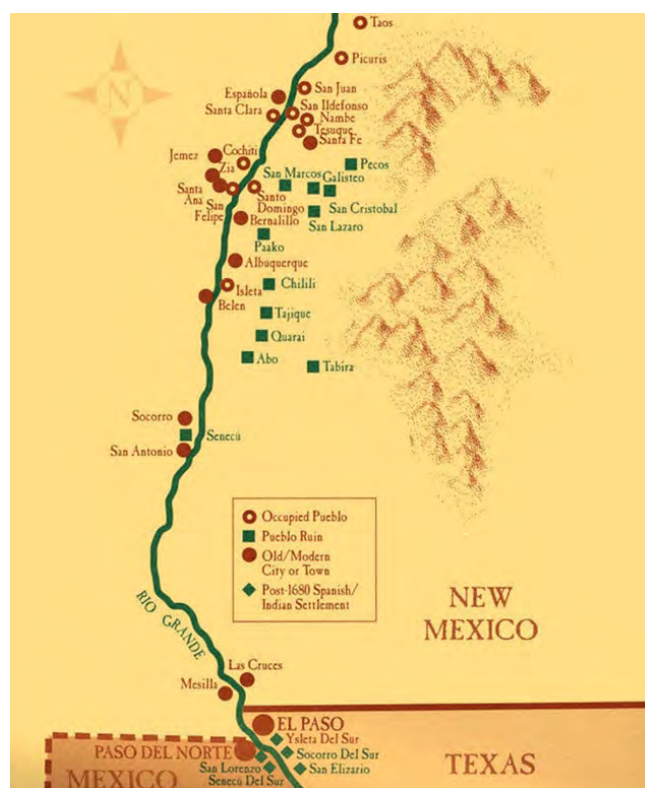 Taos
Picuris
San Juan
Española
San Ildefonso
Santa Clara
Nambe
Tesuque
Santa Fe
Jemez
Cochiti
Zia
Pecos
San Marcos
Galisteo
Santa
Ana
San
Felipe
Santo
Domingo
San Cristobal
Bernalillo
San Lazaro
Paako
Albuquerque
Isleta
Chilili
Belen
Tajique
Quarai
Abo
Tabira
Socorro
Senecú
San Antonio
N
Occupied Pueblo
Pueblo Ruin
Old/Modern
City or Town
Post-1680 Spanish/
Indian Settlement
RIO GRANDE
NEW
MEXICO
Las Cruces
Mesilla
EL PASO
Ysleta Del Sur
PASO DEL NORTE
Socorro Del Sur
San Lorenzo
San Elizario
Senecú Del Sur
MEXICO
TEXAS